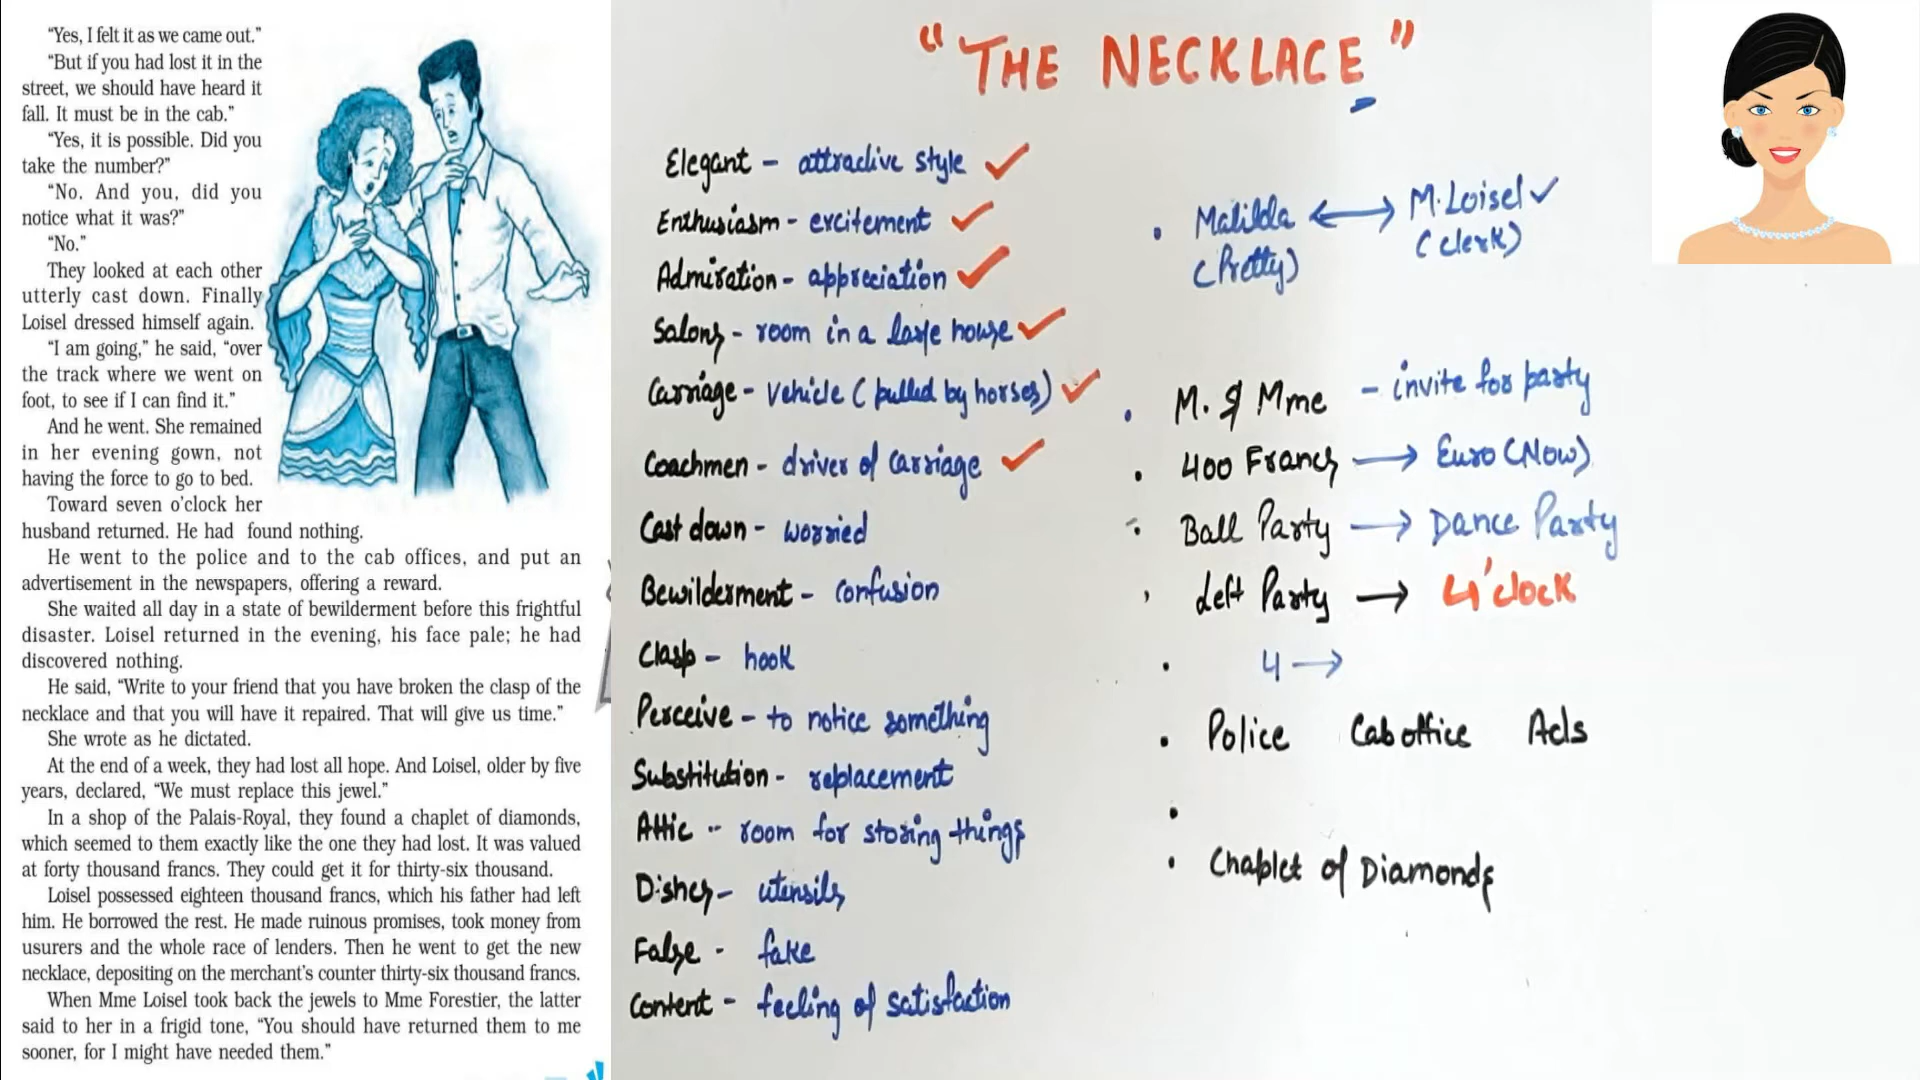 “Yes, I felt it as we came out.”
“But if you had lost it in the
street, we should have heard it
fall. It must be in the cab.”
“Yes, it is possible. Did you
take the number?”
“No. And you, did you
notice what it was?”
“No.”
They looked at each other
utterly cast down. Finally
Loisel dressed himself again.
“I am going,” he said, “over
the track where we went on
foot, to see if I can find it.”
And he went. She remained
in her evening gown, not
having the force to go to bed.
Toward seven o’clock her
husband returned. He had found nothing.
He went to the police and to the cab offices, and put an
advertisement in the newspapers, offering a reward.
She waited all day in a state of bewilderment before this frightful
disaster. Loisel returned in the evening, his face pale; he had
discovered nothing.
He said, “Write to your friend that you have broken the clasp of the
necklace and that you will have it repaired. That will give us time.”
She wrote as he dictated.
At the end of a week, they had lost all hope. And Loisel, older by five
years, declared, “We must replace this jewel.”
In a shop of the Palais-Royal, they found a chaplet of diamonds,
which seemed to them exactly like the one they had lost. It was valued
at forty thousand francs. They could get it for thirty-six thousand.
Loisel possessed eighteen thousand francs, which his father had left
him. He borrowed the rest. He made ruinous promises, took money from
usurers and the whole race of lenders. Then he went to get the new
necklace, depositing on the merchant’s counter thirty-six thousand francs.
When Mme Loisel took back the jewels to Mme Forestier, the latter
said to her in a frigid tone, “You should have returned them to me
sooner, for I might have needed them.”
“THE NECKLACE”
Elegant - attractive style ✓
Enthusiasm - excitement ✓
Admiration - appreciation ✓
Salons - room in a large house ✓
Carriage - vehicle (pulled by horses) ✓
Coachmen - driver of carriage ✓
Cast down - worried
Bewilderment - confusion
Clasp - hook
Perceive - to notice something
Substitution - replacement
Attic - room for storing things
Dishes - utensils
False - fake
Content - feeling of satisfaction
• Matilda ↔ M. Loisel ✓
(Pretty) (clerk)
• M. & Mme - invite for party
• 400 Francs → Euro (Now)
• Ball Party → Dance Party
• Left Party → 4'clock
• 4 →
• Police Cab office Ads
•
• Chaplet of Diamonds